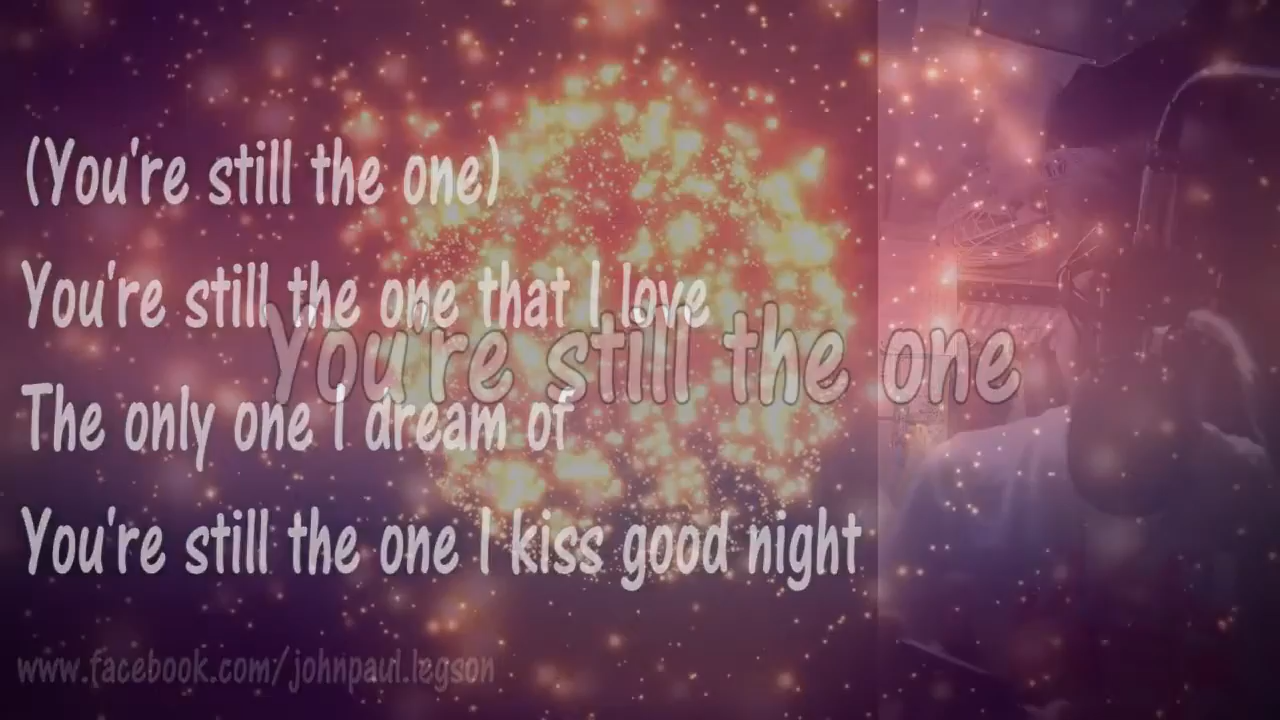 (You're still the one)
You're still the one that I love
You're still the one
The only one I dream of
You're still the one I kiss good night
www.facebook.com/johnpaul.legson